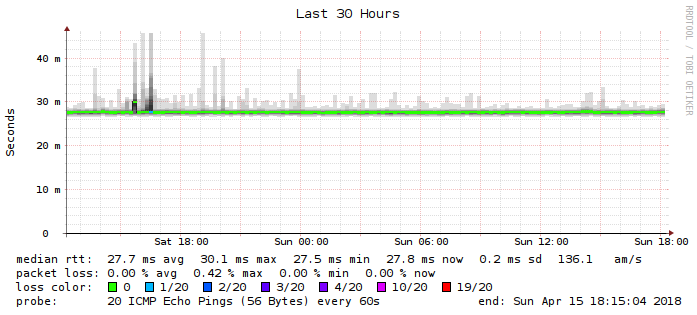 Last 30 Hours
RRDTOOL / TOBI OETIKER
Seconds
40 m
30 m
20 m
10 m
0
Sat 18:00 Sun 00:00 Sun 06:00 Sun 12:00 Sun 18:00
median rtt: 27.7 ms avg 30.1 ms max 27.5 ms min 27.8 ms now 0.2 ms sd 136.1 am/s
packet loss: 0.00 % avg 0.42 % max 0.00 % min 0.00 % now
loss color: 0 1/20 2/20 3/20 4/20 10/20 19/20
probe: 20 ICMP Echo Pings (56 Bytes) every 60s end: Sun Apr 15 18:15:04 2018